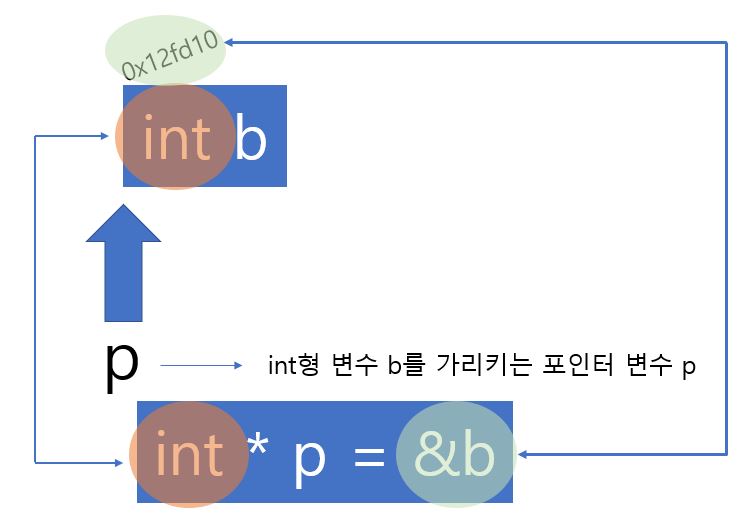 0x12fd10
int b
p
int형 변수 b를 가리키는 포인터 변수 p
int * p = &b